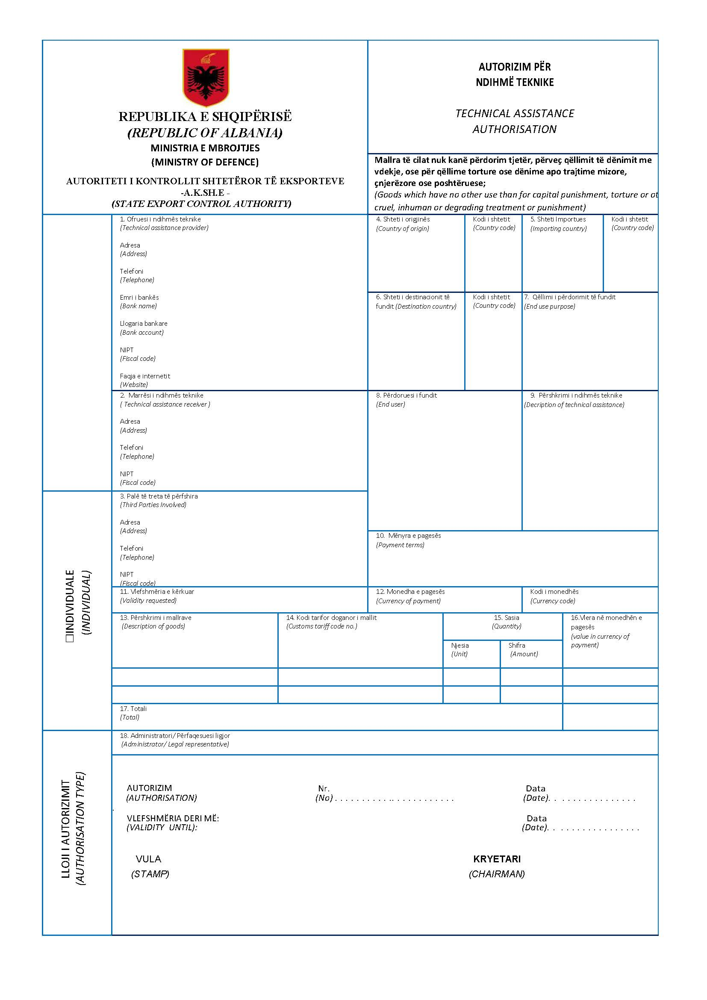 REPUBLIKA E SHQIPËRISË
(REPUBLIC OF ALBANIA)
MINISTRIA E MBROJTJES
(MINISTRY OF DEFENCE)
AUTORITETI I KONTROLLIT SHTETËROR TË EKSPORTEVE
-A.K.SH.E -
(STATE EXPORT CONTROL AUTHORITY)
AUTORIZIM PËR
NDIHMË TEKNIKE
TECHNICAL ASSISTANCE
AUTHORISATION
Mallra të cilat nuk kanë përdorim tjetër, përveç qëllimit të dënimit me
vdekje, ose për qëllime torture ose dënime apo trajtime mizore,
çnjerëzore ose poshtëruese;
(Goods which have no other use than for capital punishment, torture or ot
cruel, inhuman or degrading treatment or punishment)
1. Ofruesi i ndihmës teknike
(Technical assistance provider)
Adresa
(Address)
Telefoni
(Telephone)
Emri i bankës
(Bank name)
Llogaria bankare
(Bank account)
NIPT
(Fiscal code)
Faqja e internetit
(Website)
4. Shteti i origjinës
(Country of origin)
Kodi i shtetit
(Country code)
5. Shteti Importues
(Importing country)
Kodi i shtetit
(Country code)
6. Shteti i destinacionit të
fundit (Destination country)
Kodi i shtetit
(Country code)
7. Qëllimi i përdorimit të fundit
(End use purpose)
2. Marrësi i ndihmës teknike
( Technical assistance receiver )
Adresa
(Address)
Telefoni
(Telephone)
NIPT
(Fiscal code)
8. Përdoruesi i fundit
(End user)
9. Përshkrimi i ndihmës teknike
(Decription of technical assistance)
3. Palë të treta të përfshira
(Third Parties Involved)
Adresa
(Address)
Telefoni
(Telephone)
NIPT
(Fiscal code)
10. Mënyra e pagesës
(Payment terms)
☐INDIVIDUALE
(INDIVIDUAL)
11. Vlefshmëria e kërkuar
(Validity requested)
12. Monedha e pagesës
(Currency of payment)
Kodi i monedhës
(Currency code)
13. Përshkrimi i mallrave
(Description of goods)
14. Kodi tarifor doganor i mallit
(Customs tariff code no.)
15. Sasia
(Quantity)
Njesia
(Unit)
Shifra
(Amount)
16.Vlera në monedhën e
pagesës
(value in currency of
payment)
17. Totali
(Total)
18. Administratori/ Përfaqesuesi ligjor
(Administrator/ Legal representative)
LLOJI I AUTORIZIMIT
(AUTHORISATION TYPE)
AUTORIZIM Nr. Data
(AUTHORISATION) (No) . . . . . . . . . . .. . . . . . . . . . . . (Date). . . . . . . . . . . . . . . . .
.
VLEFSHMËRIA DERI MË: Data
(VALIDITY UNTIL): (Date). . . . . . . . . . . . . . . . . .
VULA KRYETARI
(STAMP) (CHAIRMAN)